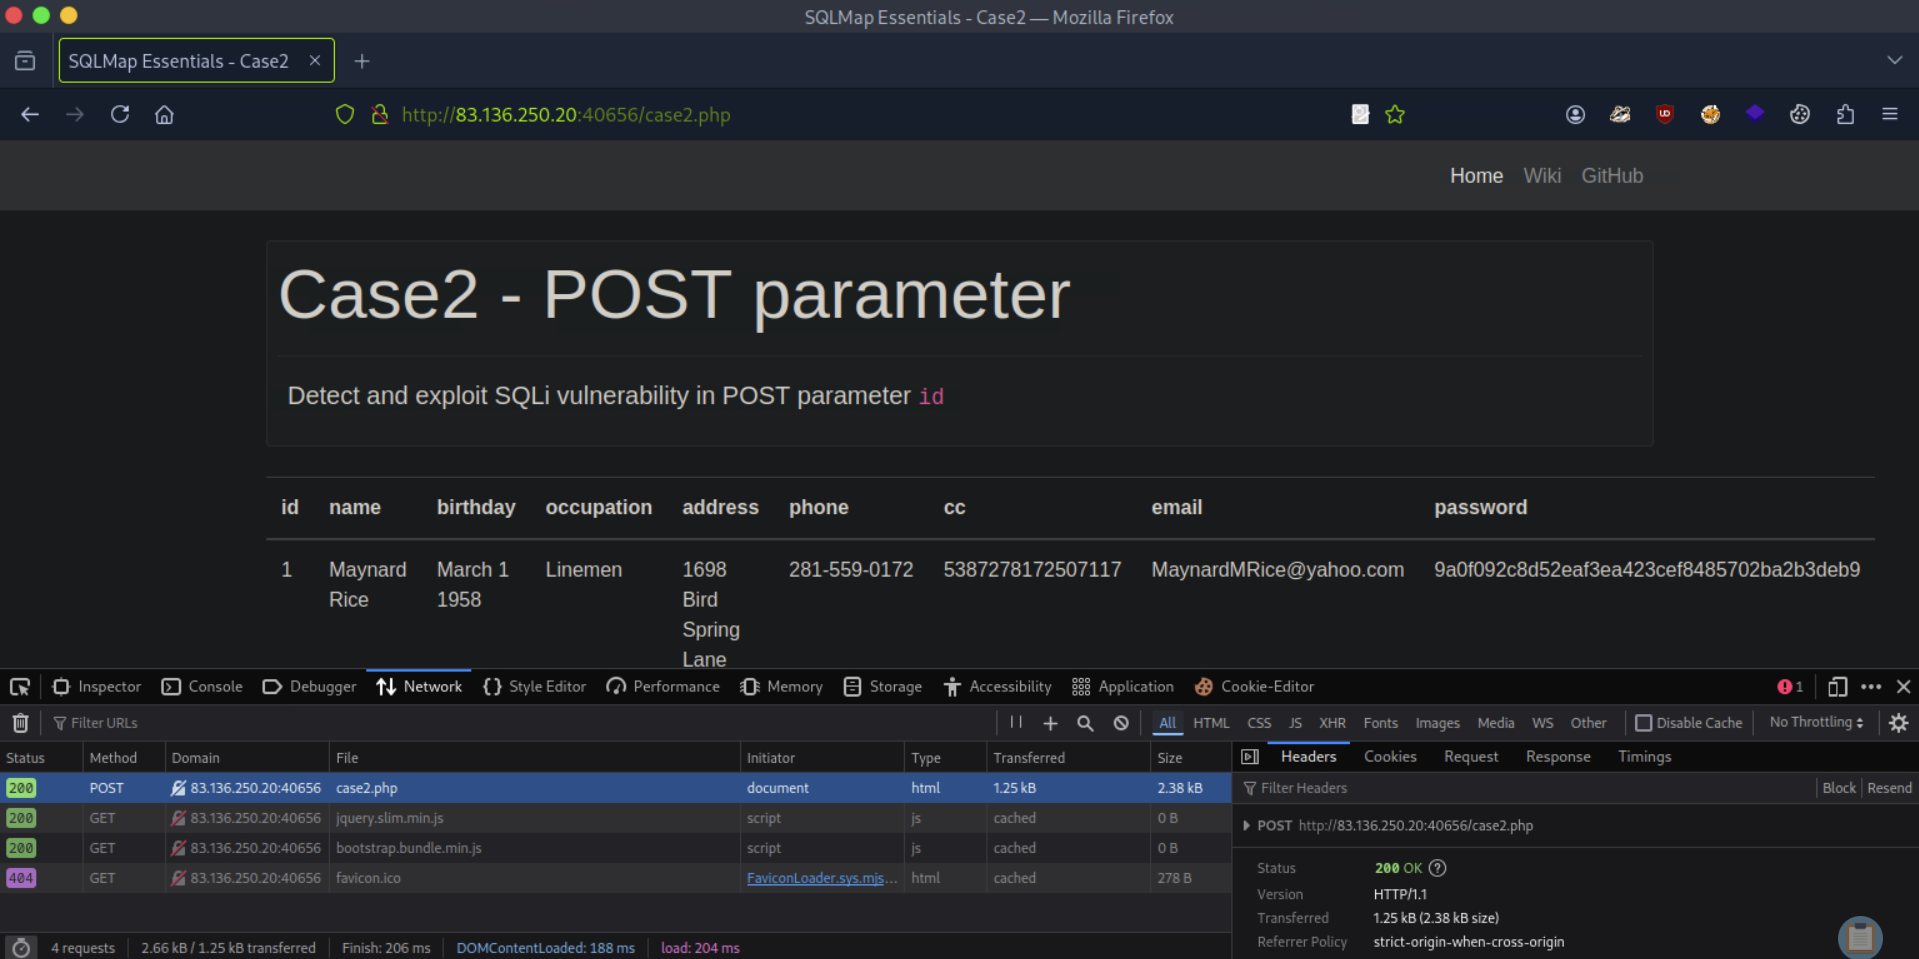 SQLMap Essentials - Case2 — Mozilla Firefox
SQLMap Essentials - Case2
http://83.136.250.20:40656/case2.php
Home Wiki GitHub
Case2 - POST parameter
Detect and exploit SQLi vulnerability in POST parameter id
id name birthday occupation address phone cc email password
1 Maynard Rice March 1 1958 Linemen 1698 Bird Spring Lane 281-559-0172 5387278172507117 MaynardMRice@yahoo.com 9a0f092c8d52eaf3ea423cef8485702ba2b3deb9
Inspector Console Debugger Network Style Editor Performance Memory Storage Accessibility Application Cookie-Editor 1
Filter URLs All HTML CSS JS XHR Fonts Images Media WS Other Disable Cache No Throttling
Status Method Domain File Initiator Type Transferred Size
200 POST 83.136.250.20:40656 case2.php document html 1.25 kB 2.38 kB
200 GET 83.136.250.20:40656 jquery.slim.min.js script js cached 0 B
200 GET 83.136.250.20:40656 bootstrap.bundle.min.js script js cached 0 B
404 GET 83.136.250.20:40656 favicon.ico FaviconLoader.sys.mjs... html cached 278 B
4 requests 2.66 kB / 1.25 kB transferred Finish: 206 ms DOMContentLoaded: 188 ms load: 204 ms
Headers Cookies Request Response Timings
Filter Headers Block Resend
POST http://83.136.250.20:40656/case2.php
Status 200 OK
Version HTTP/1.1
Transferred 1.25 kB (2.38 kB size)
Referrer Policy strict-origin-when-cross-origin